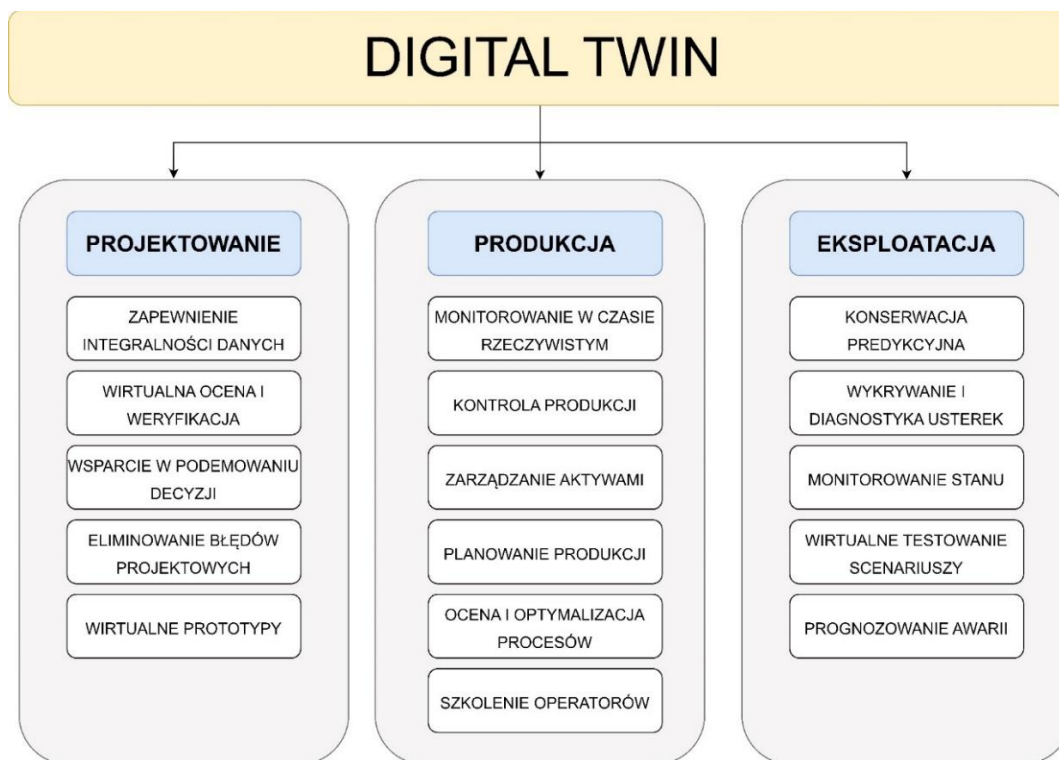 DIGITAL TWIN
PROJEKTOWANIE
ZAPEWNIENIE
INTEGRALNOŚCI DANYCH
WIRTUALNA OCENA I
WERYFIKACJA
WSPARCIE W PODEMOWANIU
DECYZJI
ELIMINOWANIE BŁĘDÓW
PROJEKTOWYCH
WIRTUALNE PROTOTYPY
PRODUKCJA
MONITOROWANIE W CZASIE
RZECZYWISTYM
KONTROLA PRODUKCJI
ZARZĄDZANIE AKTYWAMI
PLANOWANIE PRODUKCJI
OCENA I OPTYMALIZACJA
PROCESÓW
SZKOLENIE OPERATORÓW
EKSPLOATACJA
KONSERWACJA
PREDYKCYJNA
WYKRYWANIE I
DIAGNOSTYKA USTEREK
MONITOROWANIE STANU
WIRTUALNE TESTOWANIE
SCENARIUSZY
PROGNOZOWANIE AWARII